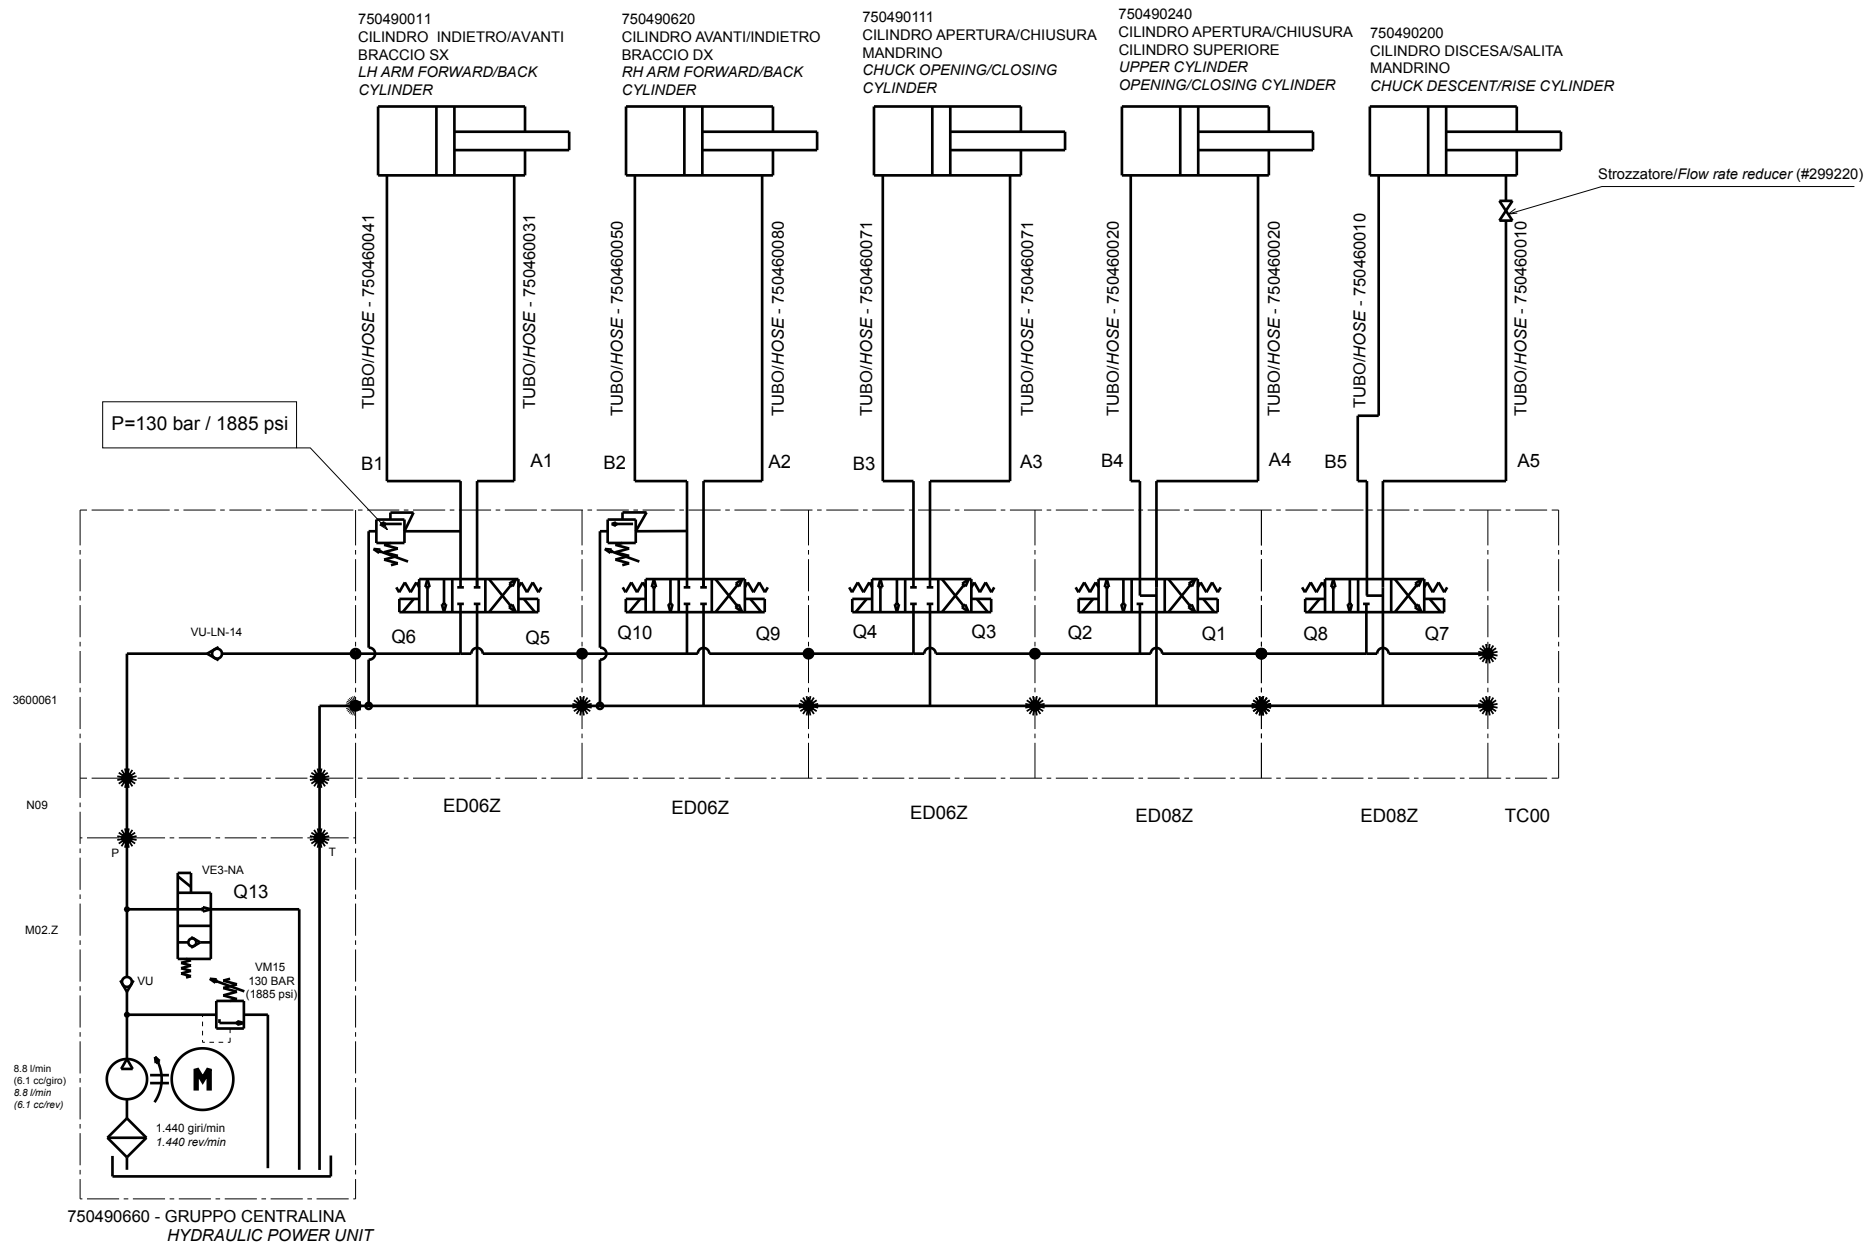 750490011
CILINDRO INDIETRO/AVANTI
BRACCIO SX
LH ARM FORWARD/BACK
CYLINDER
750490620
CILINDRO AVANTI/INDIETRO
BRACCIO DX
RH ARM FORWARD/BACK
CYLINDER
750490111
CILINDRO APERTURA/CHIUSURA
MANDRINO
CHUCK OPENING/CLOSING
CYLINDER
750490240
CILINDRO APERTURA/CHIUSURA
CILINDRO SUPERIORE
UPPER CYLINDER
OPENING/CLOSING CYLINDER
750490200
CILINDRO DISCESA/SALITA
MANDRINO
CHUCK DESCENT/RISE CYLINDER
Strozzatore/Flow rate reducer (#299220)
TUBO/HOSE - 750460041
TUBO/HOSE - 750460031
TUBO/HOSE - 750460050
TUBO/HOSE - 750460080
TUBO/HOSE - 750460071
TUBO/HOSE - 750460071
TUBO/HOSE - 750460020
TUBO/HOSE - 750460020
TUBO/HOSE - 750460010
TUBO/HOSE - 750460010
P=130 bar / 1885 psi
B1
A1
B2
A2
B3
A3
B4
A4
B5
A5
Q6
Q5
Q10
Q9
Q4
Q3
Q2
Q1
Q8
Q7
VU-LN-14
3600061
N09
ED06Z
ED06Z
ED06Z
ED08Z
ED08Z
TC00
P
T
VE3-NA
Q13
M02.Z
VU
VM15
130 BAR
(1885 psi)
8.8 l/min
(6.1 cc/giro)
8.8 l/min
(6.1 cc/rev)
M
1.440 giri/min
1.440 rev/min
750490660 - GRUPPO CENTRALINA
HYDRAULIC POWER UNIT